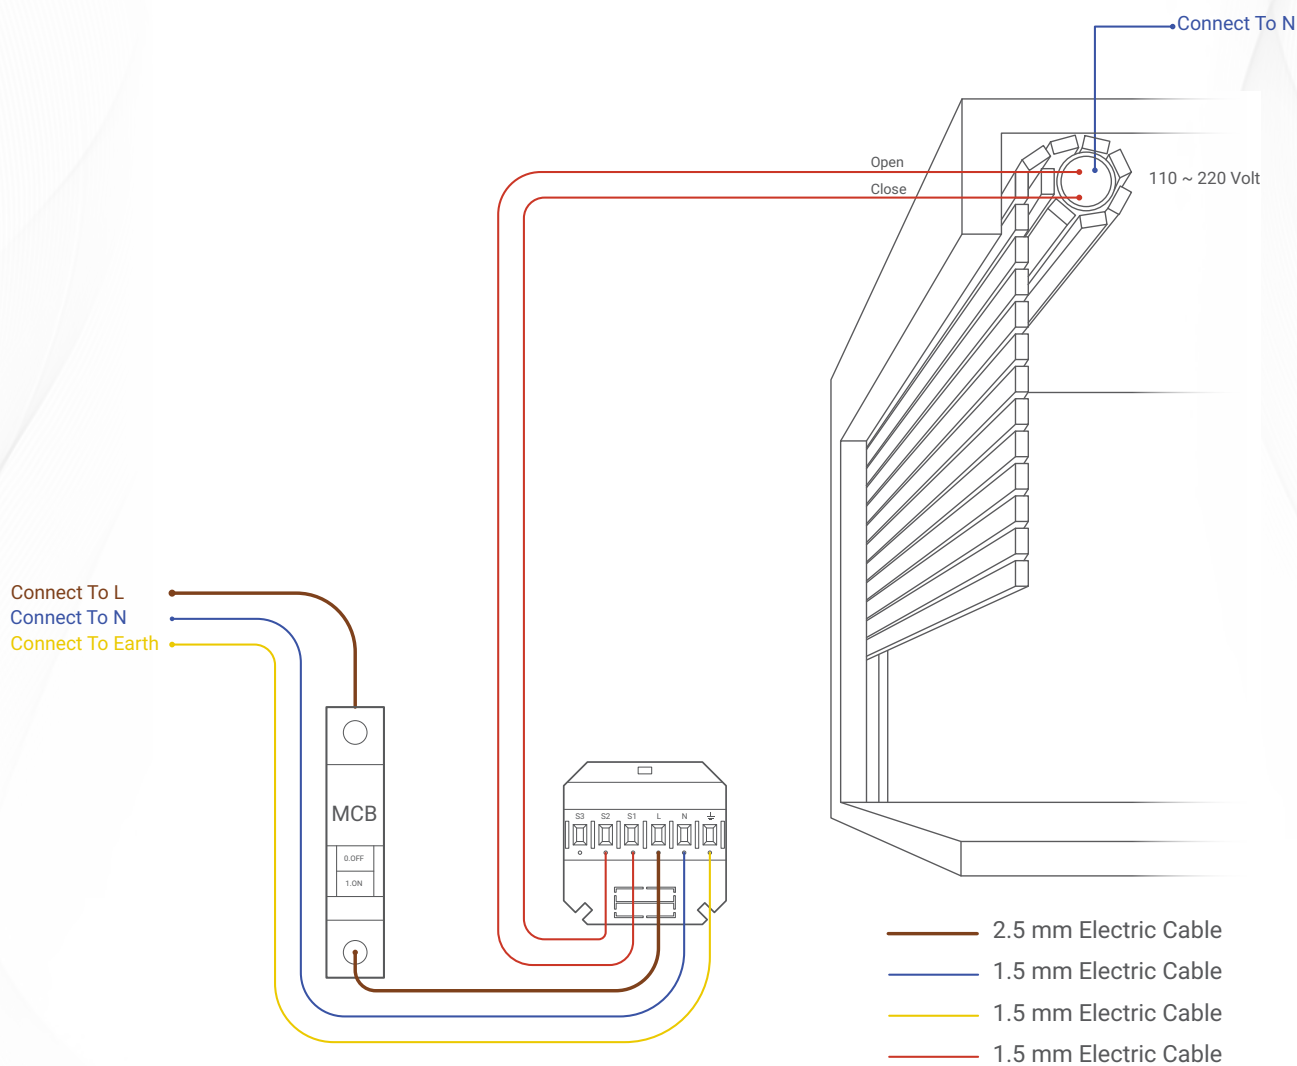 Connect To N
Open
Close
110 ~ 220 Volt
Connect To L
Connect To N
Connect To Earth
MCB
0.OFF
1.ON
S3 S2 S1 L N
2.5 mm Electric Cable
1.5 mm Electric Cable
1.5 mm Electric Cable
1.5 mm Electric Cable